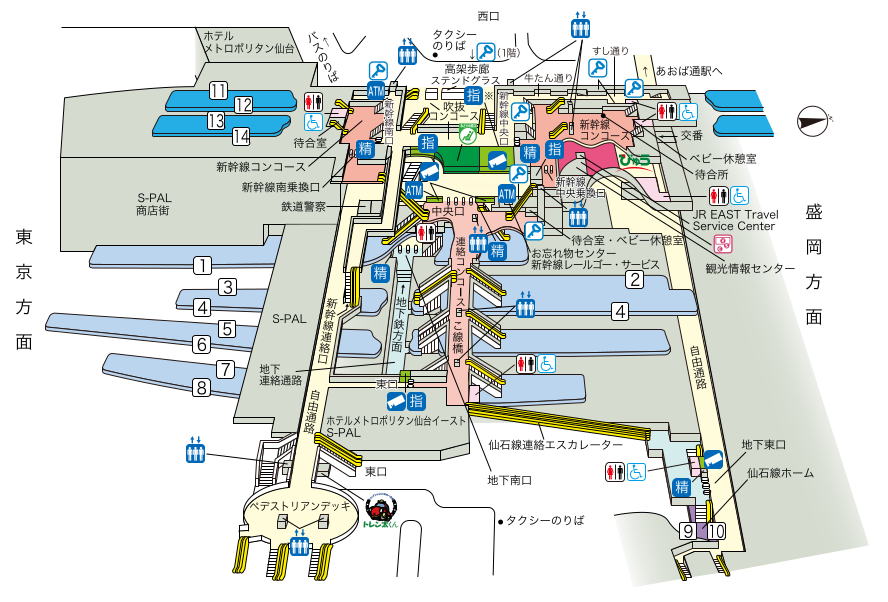 西口
ホテル
メトロポリタン仙台
バスのりば
タクシー
のりば
(1階)
すし通り
高架歩廊
ステンドグラス
牛たん通り
あおば通駅へ
11
12
13
14
ATM
指
※
吹抜
コンコース
新幹線南口
新幹線中央口
新幹線
コンコース
交番
待合室
精
指
精
指
びゅう
ベビー休憩室
待合所
新幹線コンコース
新幹線南乗換口
新幹線
中央乗換口
ATM
ATM
S-PAL
商店街
鉄道警察
中央口
JR EAST Travel
Service Center
待合室・ベビー休憩室
お忘れ物センター
新幹線レールゴー・サービス
観光情報センター
精
精
東京方面
盛岡方面
1
2
3
4
4
5
6
7
8
連絡コンコース
こ線橋
地下鉄方面
新幹線連絡口
S-PAL
地下
連絡通路
自由通路
自由通路
東口
指
ホテルメトロポリタン仙台イースト
S-PAL
仙石線連絡エスカレーター
地下東口
仙石線ホーム
地下南口
東口
精
ペデストリアンデッキ
トレン太くん
タクシーのりば
9
10